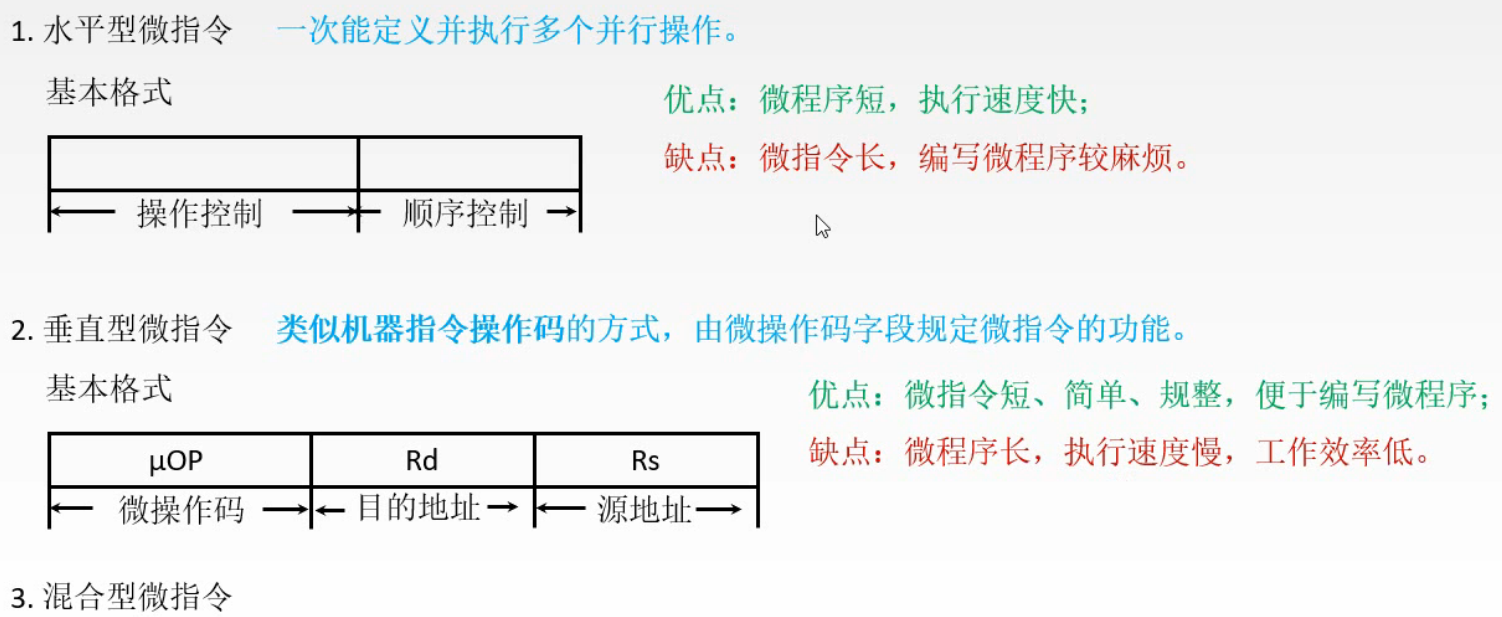 1. 水平型微指令 一次能定义并执行多个并行操作。
基本格式
优点：微程序短，执行速度快；
缺点：微指令长，编写微程序较麻烦。
操作控制 顺序控制
2. 垂直型微指令 类似机器指令操作码的方式，由微操作码字段规定微指令的功能。
基本格式
优点：微指令短、简单、规整，便于编写微程序；
缺点：微程序长，执行速度慢，工作效率低。
μOP Rd Rs
微操作码 目的地址 源地址
3. 混合型微指令